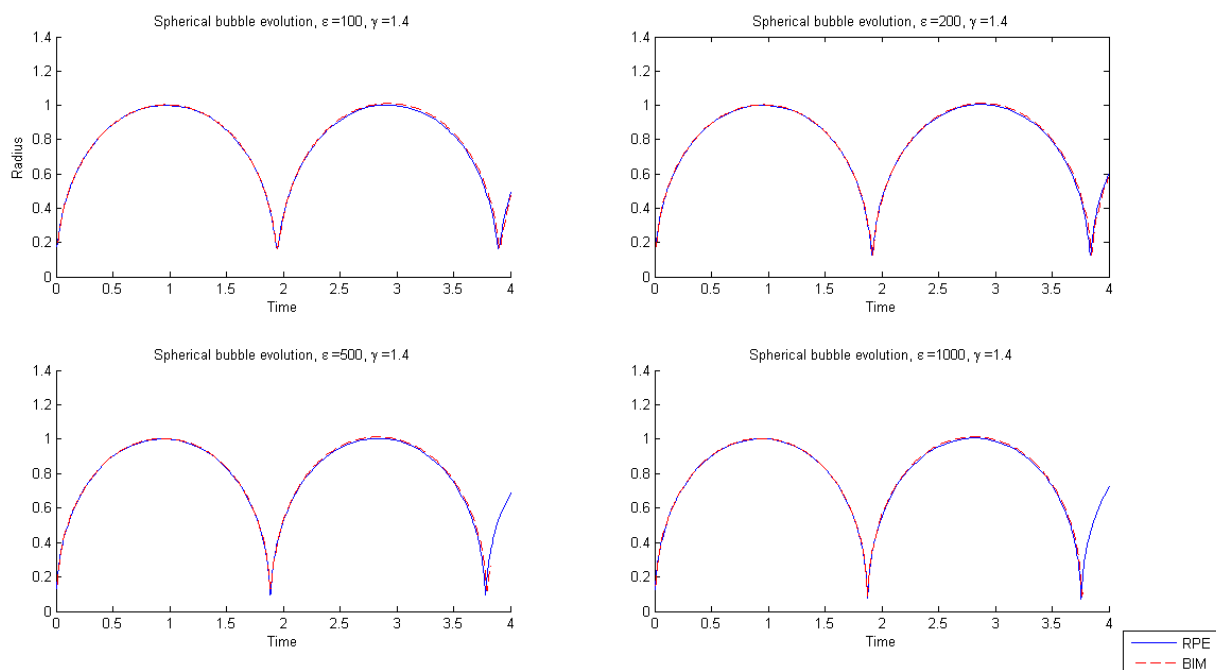 Spherical bubble evolution, ε =100, γ =1.4
1.4
1.2
1
0.8
0.6
0.4
0.2
0
Radius
0 0.5 1 1.5 2 2.5 3 3.5 4
Time
Spherical bubble evolution, ε =200, γ =1.4
1.4
1.2
1
0.8
0.6
0.4
0.2
0
0 0.5 1 1.5 2 2.5 3 3.5 4
Time
Spherical bubble evolution, ε =500, γ =1.4
1.4
1.2
1
0.8
0.6
0.4
0.2
0
0 0.5 1 1.5 2 2.5 3 3.5 4
Time
Spherical bubble evolution, ε =1000, γ =1.4
1.4
1.2
1
0.8
0.6
0.4
0.2
0
0 0.5 1 1.5 2 2.5 3 3.5 4
Time
RPE
BIM